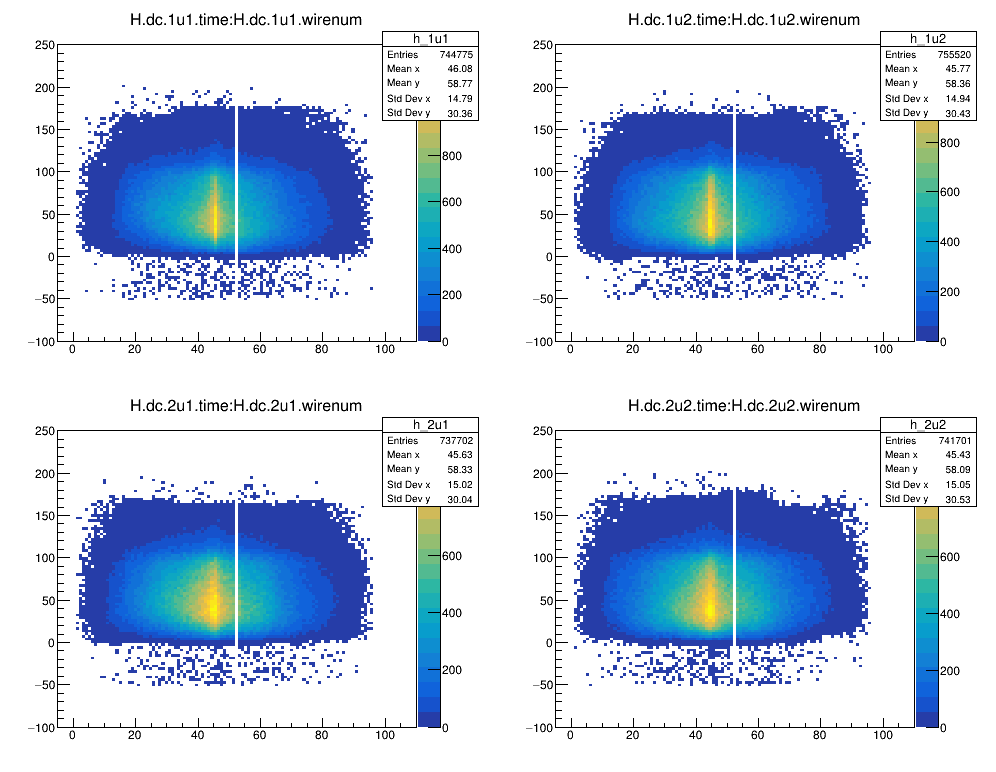 H.dc.1u1.time:H.dc.1u1.wirenum
h_1u1
Entries 744775
Mean x 46.08
Mean y 58.77
Std Dev x 14.79
Std Dev y 30.36
250
200
150
100
50
0
−50
−100
0 20 40 60 80 100
800
600
400
200
0
H.dc.1u2.time:H.dc.1u2.wirenum
h_1u2
Entries 755520
Mean x 45.77
Mean y 58.36
Std Dev x 14.94
Std Dev y 30.43
250
200
150
100
50
0
−50
−100
0 20 40 60 80 100
800
600
400
200
0
H.dc.2u1.time:H.dc.2u1.wirenum
h_2u1
Entries 737702
Mean x 45.63
Mean y 58.33
Std Dev x 15.02
Std Dev y 30.04
250
200
150
100
50
0
−50
−100
0 20 40 60 80 100
600
400
200
0
H.dc.2u2.time:H.dc.2u2.wirenum
h_2u2
Entries 741701
Mean x 45.43
Mean y 58.09
Std Dev x 15.05
Std Dev y 30.53
250
200
150
100
50
0
−50
−100
0 20 40 60 80 100
600
400
200
0